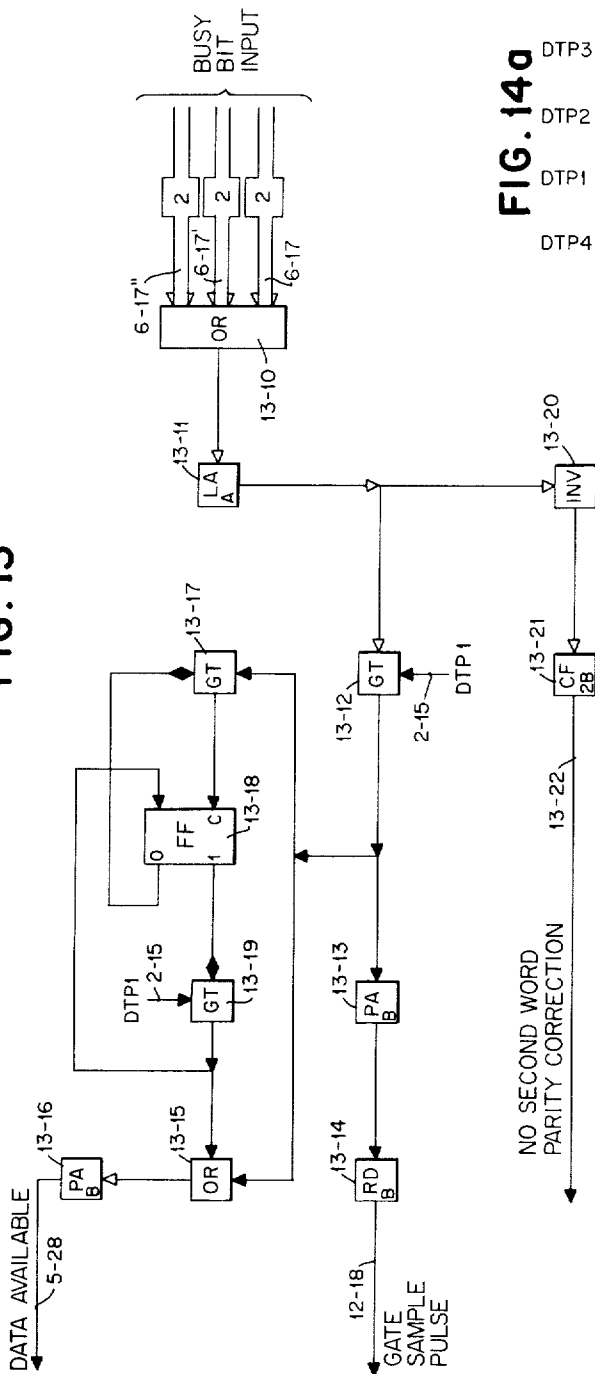 FIG. 13
BUSY
BIT
INPUT
2
2
2
6-17"
6-17'
6-17
OR
13-10
13-11
LA
A
13-17
GT
13-18
0
FF
1
C
DTP1
2-15
GT
13-19
13-16
PA
B
13-15
OR
DATA AVAILABLE
5-28
13-12
GT
2-15
DTP1
13-13
PA
B
13-14
RD
B
12-18
GATE
SAMPLE
PULSE
13-20
INV
13-21
CF
2B
13-22
NO SECOND WORD
PARITY CORRECTION
FIG. 14a
DTP3
DTP2
DTP1
DTP4